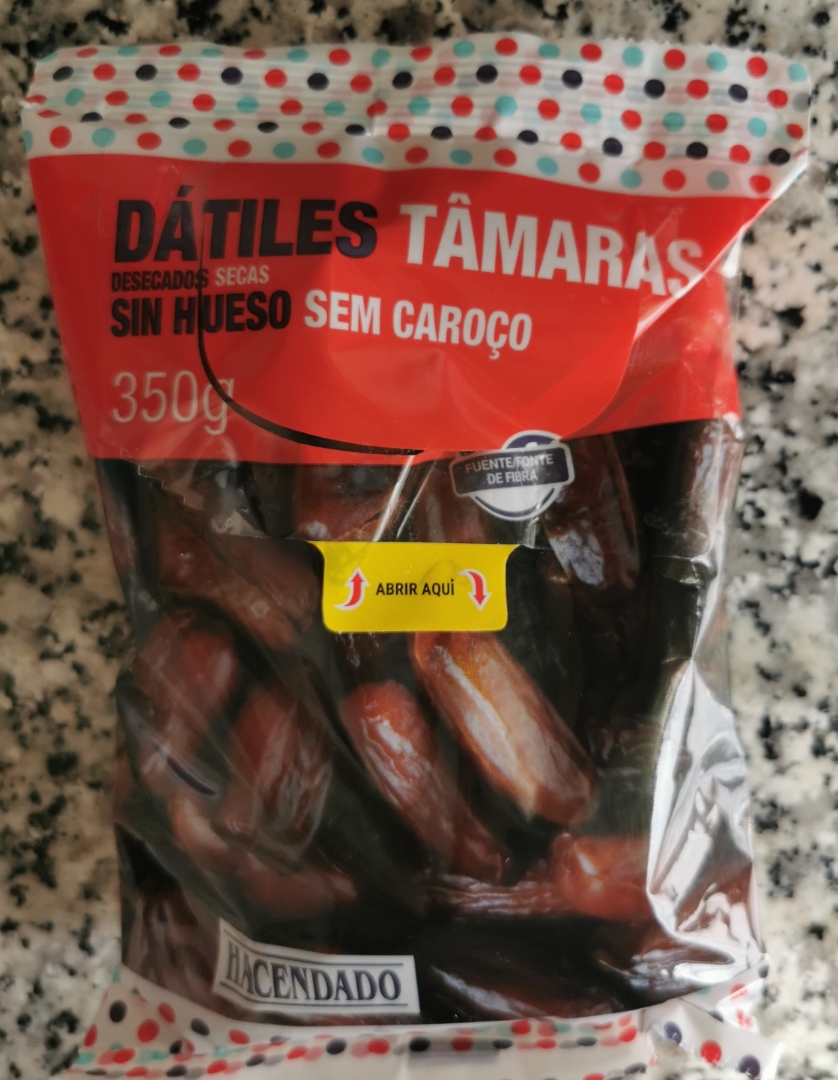 DÁTILES TÂMARAS
DESECADOS SECAS
SIN HUESO SEM CAROÇO
350g
FUENTE/FONTE
DE FIBRA
ABRIR AQUÍ
HACENDADO